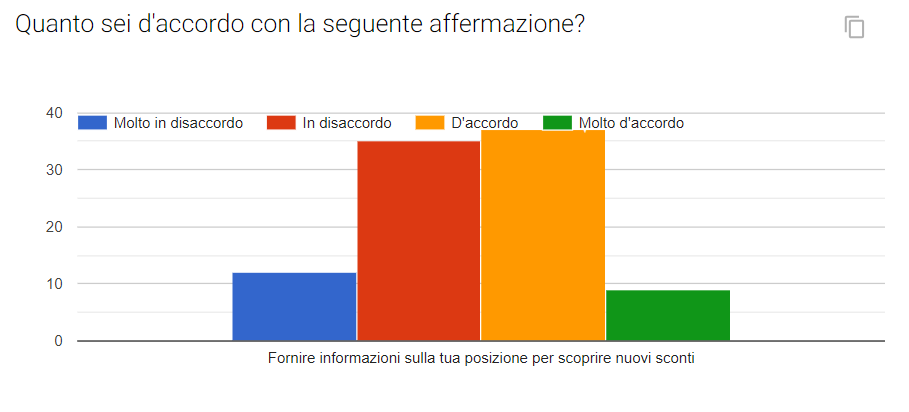 Quanto sei d'accordo con la seguente affermazione?
40
Molto in disaccordo
In disaccordo
D'accordo
Molto d'accordo
30
20
10
0
Fornire informazioni sulla tua posizione per scoprire nuovi sconti